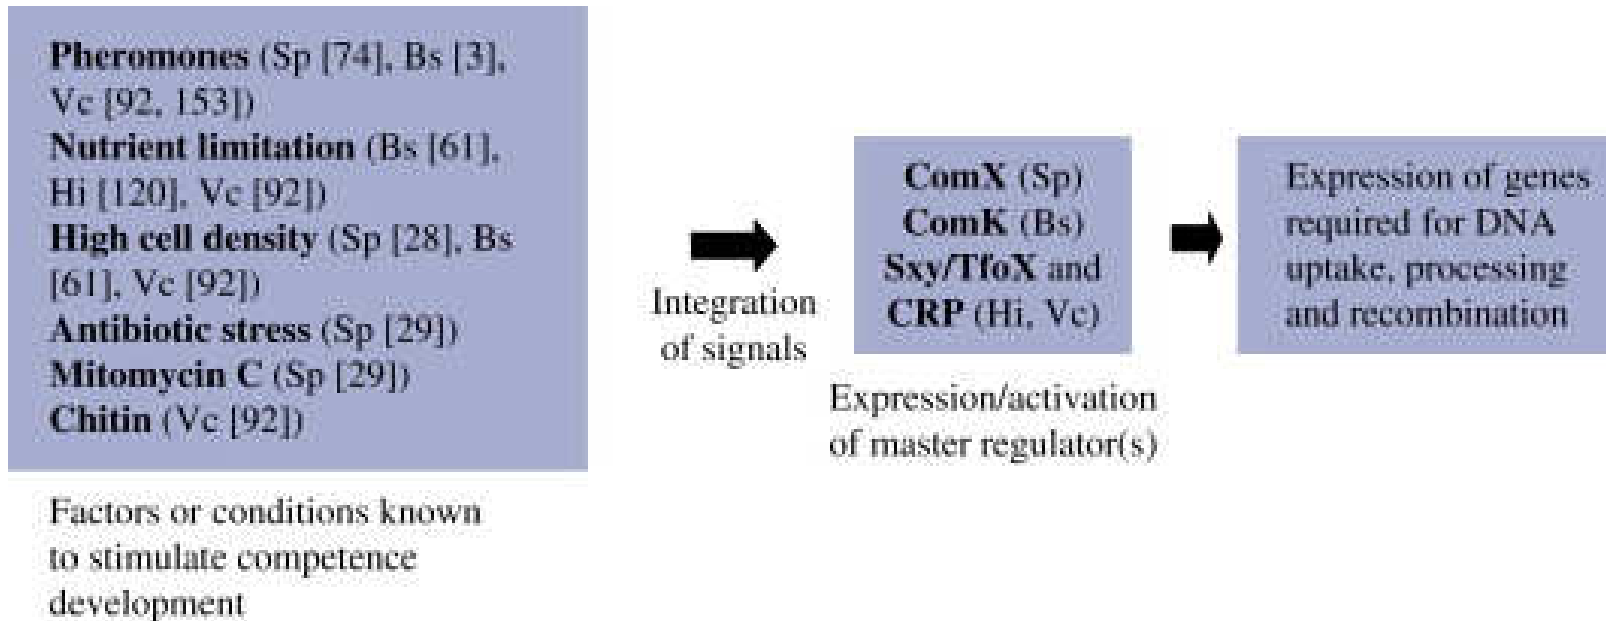 Pheromones (Sp [74], Bs [3],
Vc [92, 153])
Nutrient limitation (Bs [61],
Hi [120], Vc [92])
High cell density (Sp [28], Bs
[61], Vc [92])
Antibiotic stress (Sp [29])
Mitomycin C (Sp [29])
Chitin (Vc [92])
Factors or conditions known
to stimulate competence
development
Integration
of signals
ComX (Sp)
ComK (Bs)
Sxy/TfoX and
CRP (Hi, Vc)
Expression/activation
of master regulator(s)
Expression of genes
required for DNA
uptake, processing
and recombination